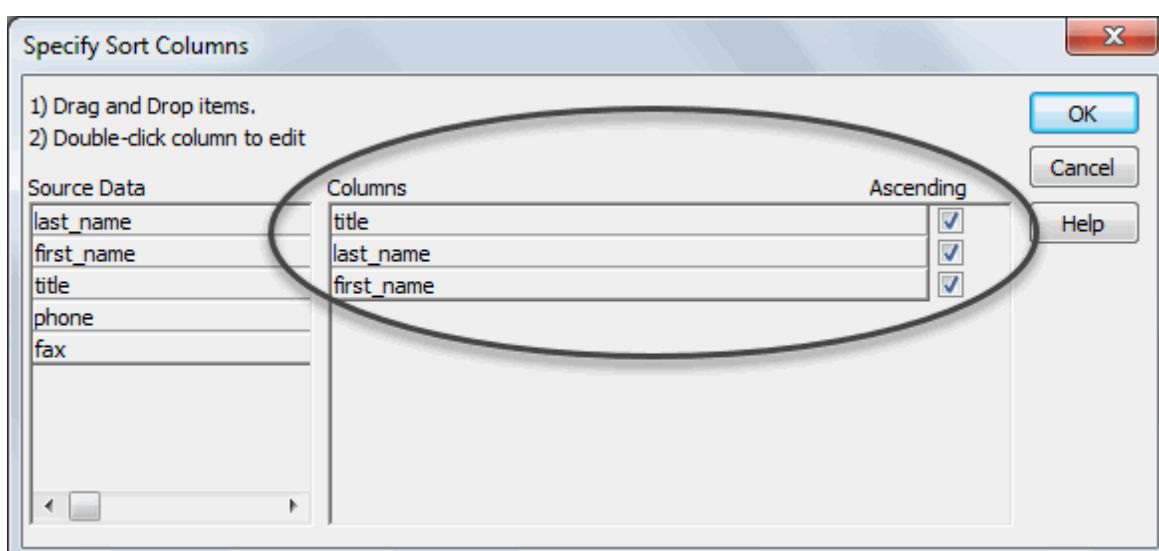 Specify Sort Columns
1) Drag and Drop items.
2) Double-click column to edit
OK
Cancel
Help
Source Data
last_name
first_name
title
phone
fax
Columns Ascending
title
last_name
first_name